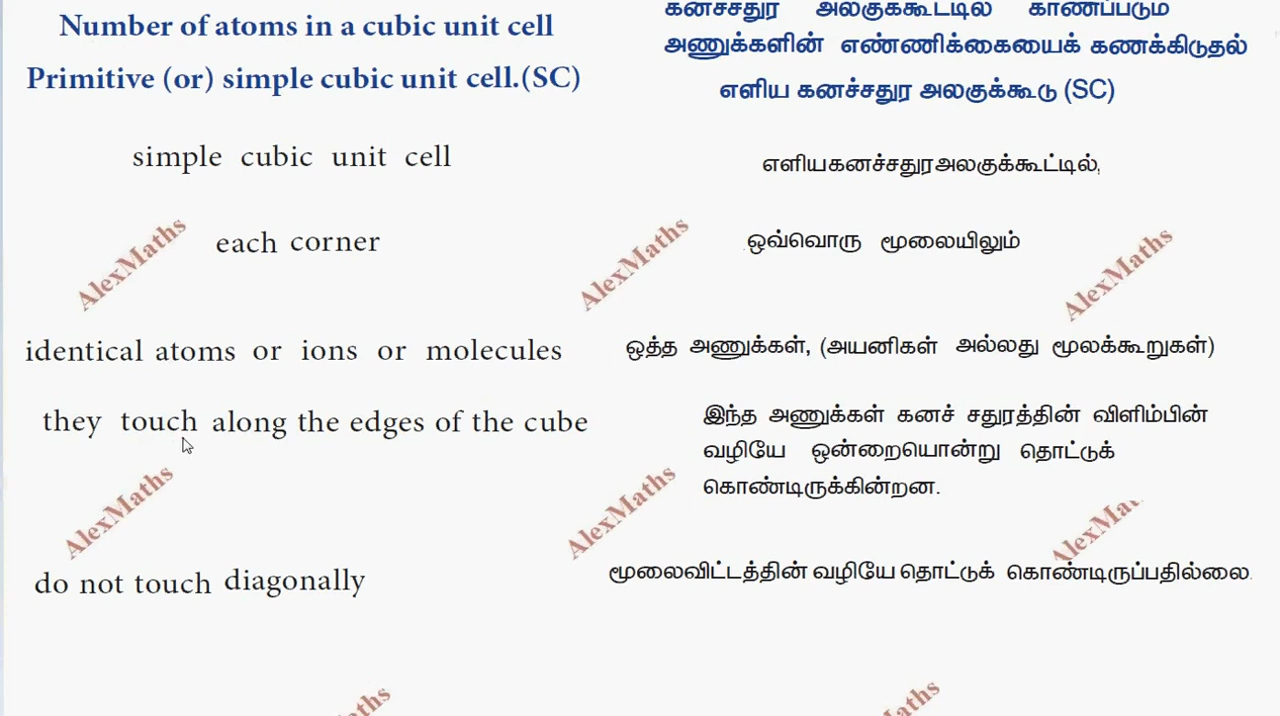 Number of atoms in a cubic unit cell
Primitive (or) simple cubic unit cell.(SC)
simple cubic unit cell
each corner
identical atoms or ions or molecules
they touch along the edges of the cube
do not touch diagonally
கனச்சதுர அலகுக்கூட்டில் காணப்படும்
அணுக்களின் எண்ணிக்கையைக் கணக்கிடுதல்
எளிய கனச்சதுர அலகுக்கூடு (SC)
எளியகனச்சதுரஅலகுக்கூட்டில்,
ஒவ்வொரு மூலையிலும்
ஒத்த அணுக்கள், (அயனிகள் அல்லது மூலக்கூறுகள்)
இந்த அணுக்கள் கனச் சதுரத்தின் விளிம்பின்
வழியே ஒன்றையொன்று தொட்டுக்
கொண்டிருக்கின்றன.
மூலைவிட்டத்தின் வழியே தொட்டுக் கொண்டிருப்பதில்லை.
AlexMaths
AlexMaths
AlexMaths
AlexMaths
AlexMaths